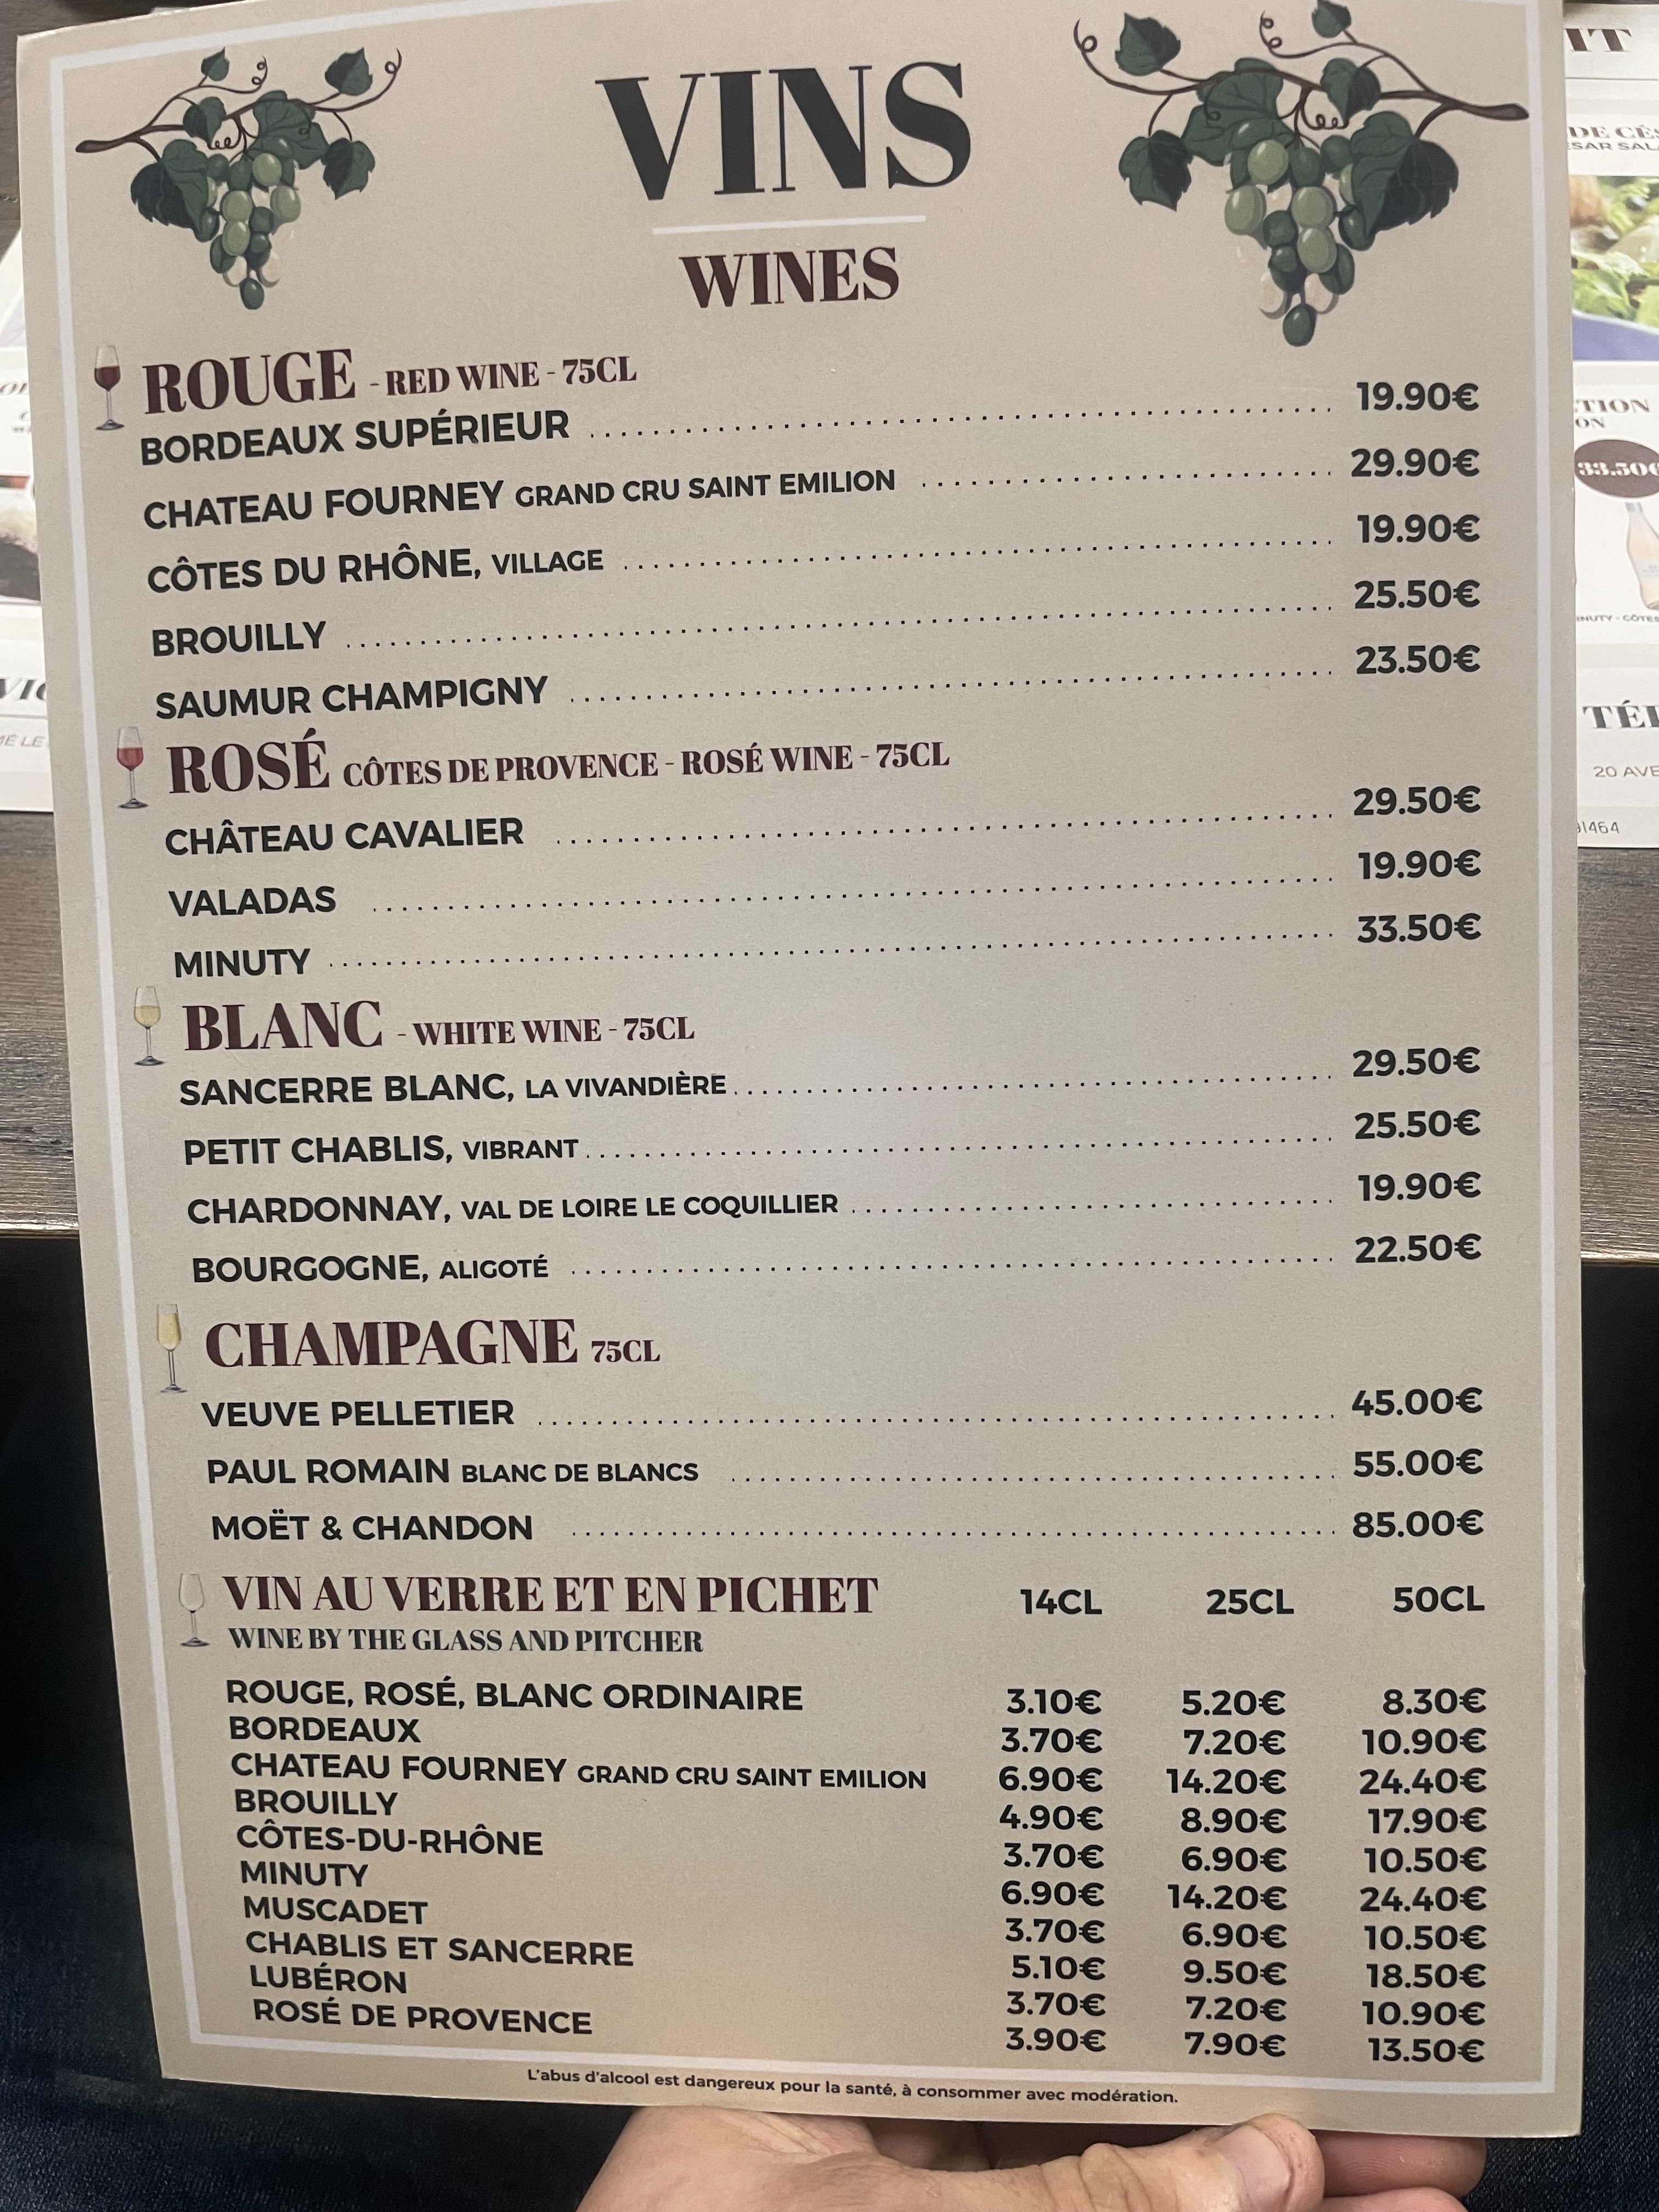 VINS
WINES
ROUGE - RED WINE - 75CL
BORDEAUX SUPÉRIEUR 19.90€
CHATEAU FOURNEY GRAND CRU SAINT EMILION 29.90€
CÔTES DU RHÔNE, VILLAGE 19.90€
BROUILLY 25.50€
SAUMUR CHAMPIGNY 23.50€
ROSÉ CÔTES DE PROVENCE - ROSÉ WINE - 75CL
CHÂTEAU CAVALIER 29.50€
VALADAS 19.90€
MINUTY 33.50€
BLANC - WHITE WINE - 75CL
SANCERRE BLANC, LA VIVANDIÈRE 29.50€
PETIT CHABLIS, VIBRANT 25.50€
CHARDONNAY, VAL DE LOIRE LE COQUILLIER 19.90€
BOURGOGNE, ALIGOTÉ 22.50€
CHAMPAGNE 75CL
VEUVE PELLETIER 45.00€
PAUL ROMAIN BLANC DE BLANCS 55.00€
MOËT & CHANDON 85.00€
VIN AU VERRE ET EN PICHET 14CL 25CL 50CL
WINE BY THE GLASS AND PITCHER
ROUGE, ROSÉ, BLANC ORDINAIRE 3.10€ 5.20€ 8.30€
BORDEAUX 3.70€ 7.20€ 10.90€
CHATEAU FOURNEY GRAND CRU SAINT EMILION 6.90€ 14.20€ 24.40€
BROUILLY 4.90€ 8.90€ 17.90€
CÔTES-DU-RHÔNE 3.70€ 6.90€ 10.50€
MINUTY 6.90€ 14.20€ 24.40€
MUSCADET 3.70€ 6.90€ 10.50€
CHABLIS ET SANCERRE 5.10€ 9.50€ 18.50€
LUBÉRON 3.70€ 7.20€ 10.90€
ROSÉ DE PROVENCE 3.90€ 7.90€ 13.50€
L'abus d'alcool est dangereux pour la santé, à consommer avec modération.
33.50€
20 AVE